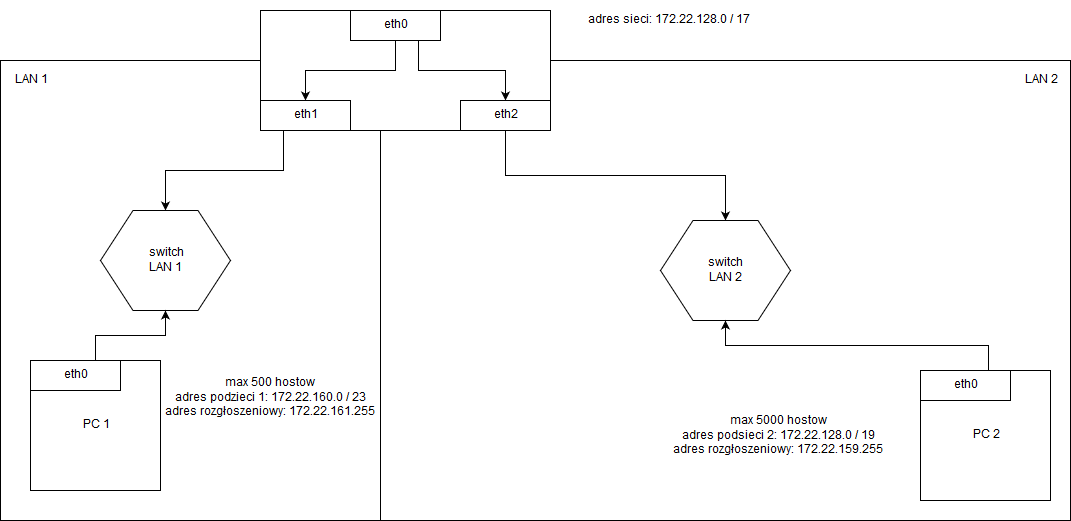 eth0
adres sieci: 172.22.128.0 / 17
LAN 1
LAN 2
eth1
eth2
switch
LAN 1
switch
LAN 2
eth0
PC 1
max 500 hostow
adres podzieci 1: 172.22.160.0 / 23
adres rozgłoszeniowy: 172.22.161.255
max 5000 hostow
adres podsieci 2: 172.22.128.0 / 19
adres rozgłoszeniowy: 172.22.159.255
eth0
PC 2